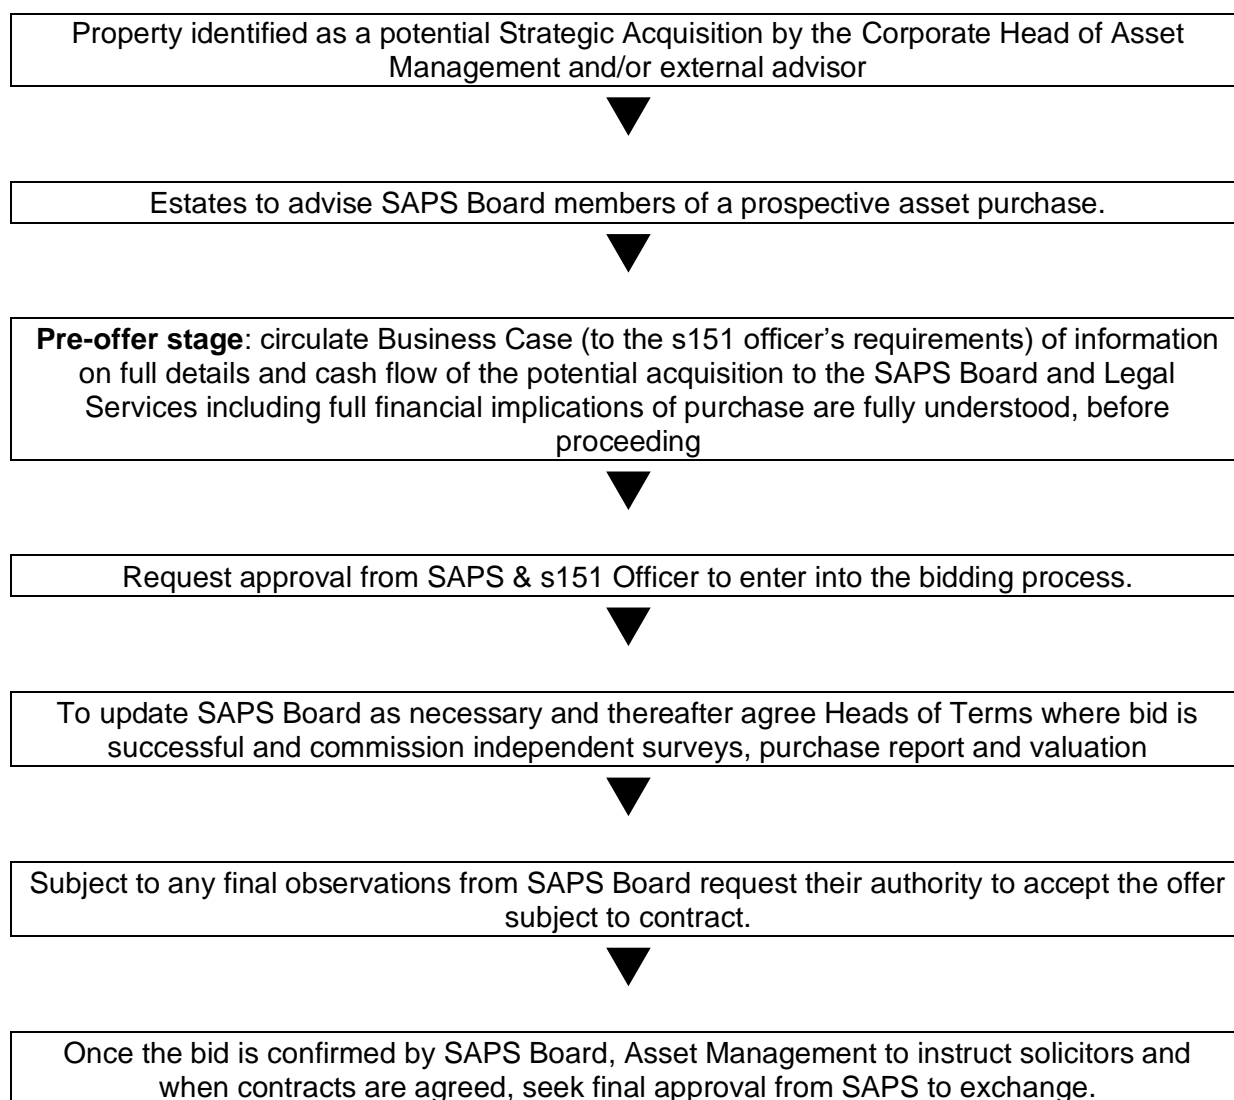 Property identified as a potential Strategic Acquisition by the Corporate Head of Asset
Management and/or external advisor
Estates to advise SAPS Board members of a prospective asset purchase.
Pre-offer stage: circulate Business Case (to the s151 officer’s requirements) of information
on full details and cash flow of the potential acquisition to the SAPS Board and Legal
Services including full financial implications of purchase are fully understood, before
proceeding
Request approval from SAPS & s151 Officer to enter into the bidding process.
To update SAPS Board as necessary and thereafter agree Heads of Terms where bid is
successful and commission independent surveys, purchase report and valuation
Subject to any final observations from SAPS Board request their authority to accept the offer
subject to contract.
Once the bid is confirmed by SAPS Board, Asset Management to instruct solicitors and
when contracts are agreed, seek final approval from SAPS to exchange.